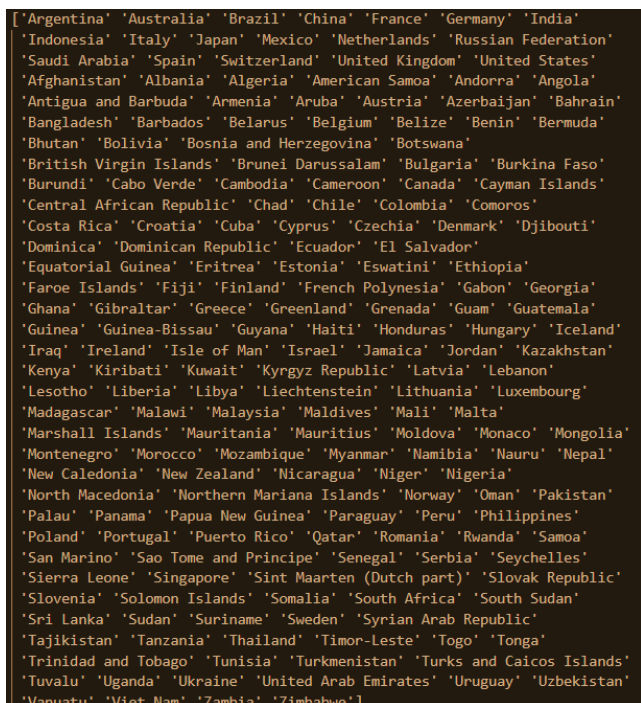 ['Argentina' 'Australia' 'Brazil' 'China' 'France' 'Germany' 'India'
'Indonesia' 'Italy' 'Japan' 'Mexico' 'Netherlands' 'Russian Federation'
'Saudi Arabia' 'Spain' 'Switzerland' 'United Kingdom' 'United States'
'Afghanistan' 'Albania' 'Algeria' 'American Samoa' 'Andorra' 'Angola'
'Antigua and Barbuda' 'Armenia' 'Aruba' 'Austria' 'Azerbaijan' 'Bahrain'
'Bangladesh' 'Barbados' 'Belarus' 'Belgium' 'Belize' 'Benin' 'Bermuda'
'Bhutan' 'Bolivia' 'Bosnia and Herzegovina' 'Botswana'
'British Virgin Islands' 'Brunei Darussalam' 'Bulgaria' 'Burkina Faso'
'Burundi' 'Cabo Verde' 'Cambodia' 'Cameroon' 'Canada' 'Cayman Islands'
'Central African Republic' 'Chad' 'Chile' 'Colombia' 'Comoros'
'Costa Rica' 'Croatia' 'Cuba' 'Cyprus' 'Czechia' 'Denmark' 'Djibouti'
'Dominica' 'Dominican Republic' 'Ecuador' 'El Salvador'
'Equatorial Guinea' 'Eritrea' 'Estonia' 'Eswatini' 'Ethiopia'
'Faroe Islands' 'Fiji' 'Finland' 'French Polynesia' 'Gabon' 'Georgia'
'Ghana' 'Gibraltar' 'Greece' 'Greenland' 'Grenada' 'Guam' 'Guatemala'
'Guinea' 'Guinea-Bissau' 'Guyana' 'Haiti' 'Honduras' 'Hungary' 'Iceland'
'Iraq' 'Ireland' 'Isle of Man' 'Israel' 'Jamaica' 'Jordan' 'Kazakhstan'
'Kenya' 'Kiribati' 'Kuwait' 'Kyrgyz Republic' 'Latvia' 'Lebanon'
'Lesotho' 'Liberia' 'Libya' 'Liechtenstein' 'Lithuania' 'Luxembourg'
'Madagascar' 'Malawi' 'Malaysia' 'Maldives' 'Mali' 'Malta'
'Marshall Islands' 'Mauritania' 'Mauritius' 'Moldova' 'Monaco' 'Mongolia'
'Montenegro' 'Morocco' 'Mozambique' 'Myanmar' 'Namibia' 'Nauru' 'Nepal'
'New Caledonia' 'New Zealand' 'Nicaragua' 'Niger' 'Nigeria'
'North Macedonia' 'Northern Mariana Islands' 'Norway' 'Oman' 'Pakistan'
'Palau' 'Panama' 'Papua New Guinea' 'Paraguay' 'Peru' 'Philippines'
'Poland' 'Portugal' 'Puerto Rico' 'Qatar' 'Romania' 'Rwanda' 'Samoa'
'San Marino' 'Sao Tome and Principe' 'Senegal' 'Serbia' 'Seychelles'
'Sierra Leone' 'Singapore' 'Sint Maarten (Dutch part)' 'Slovak Republic'
'Slovenia' 'Solomon Islands' 'Somalia' 'South Africa' 'South Sudan'
'Sri Lanka' 'Sudan' 'Suriname' 'Sweden' 'Syrian Arab Republic'
'Tajikistan' 'Tanzania' 'Thailand' 'Timor-Leste' 'Togo' 'Tonga'
'Trinidad and Tobago' 'Tunisia' 'Turkmenistan' 'Turks and Caicos Islands'
'Tuvalu' 'Uganda' 'Ukraine' 'United Arab Emirates' 'Uruguay' 'Uzbekistan'
'Vanuatu' 'Viet Nam' 'Zambia' 'Zimbabwe']